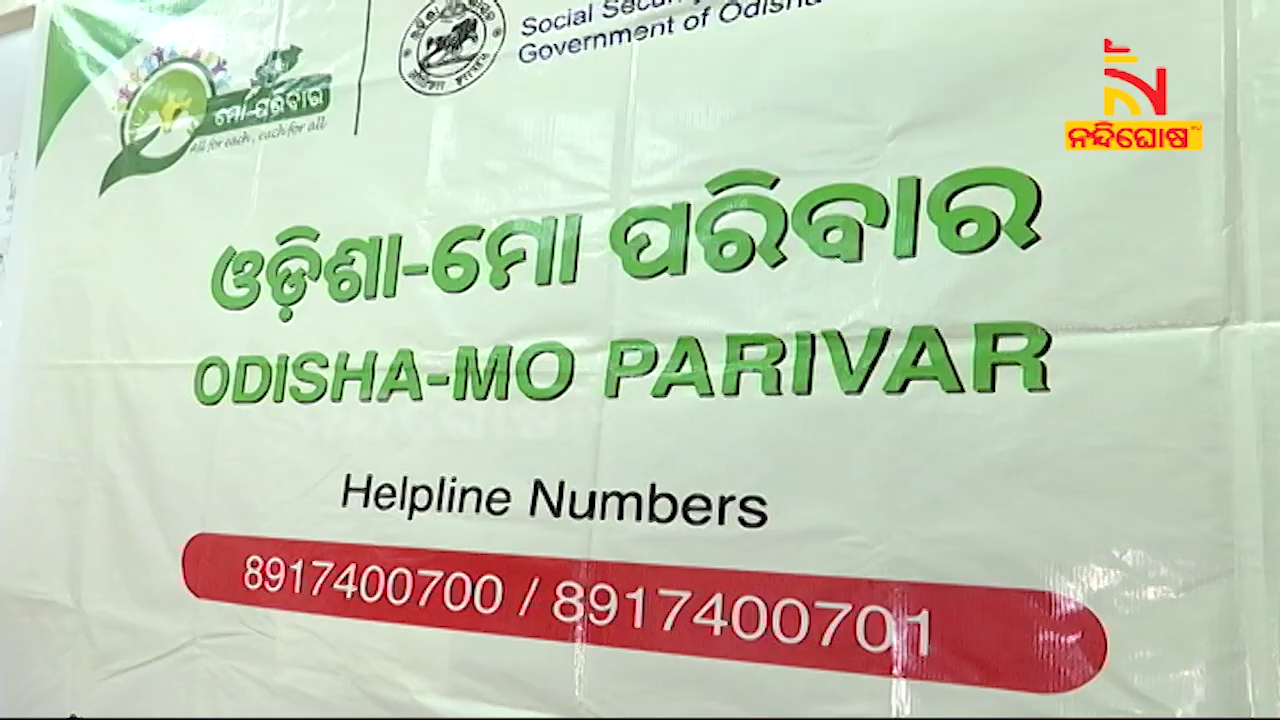 Social
Government of Odisha
ନନ୍ଦିଘୋଷ
ମୋ-ପରିବାର
All for each, each for all
ଓଡ଼ିଶା-ମୋ ପରିବାର
ODISHA-MO PARIVAR
Helpline Numbers
8917400700 / 8917400701